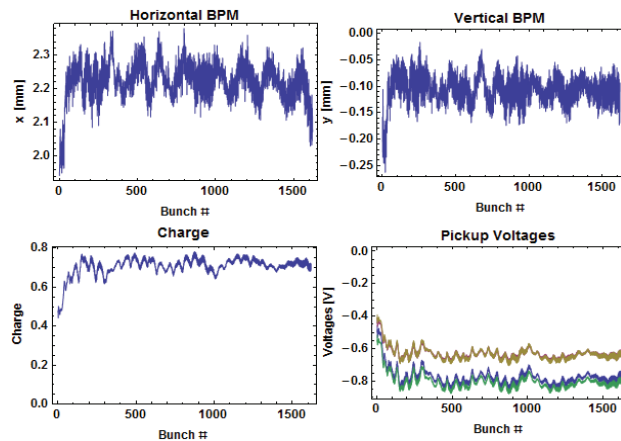 Horizontal BPM
x [mm]
2.3
2.2
2.1
2.0
0 500 1000 1500
Bunch #
Vertical BPM
y [mm]
0.00
−0.05
−0.10
−0.15
−0.20
−0.25
0 500 1000 1500
Bunch #
Charge
Charge
0.8
0.6
0.4
0.2
0.0
0 500 1000 1500
Bunch #
Pickup Voltages
Voltages [V]
0.0
−0.2
−0.4
−0.6
−0.8
0 500 1000 1500
Bunch #